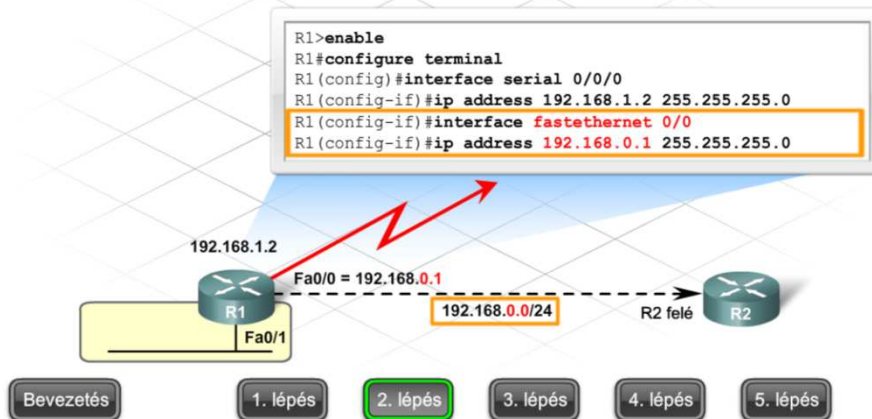 R1>enable
R1#configure terminal
R1(config)#interface serial 0/0/0
R1(config-if)#ip address 192.168.1.2 255.255.255.0
R1(config-if)#interface fastethernet 0/0
R1(config-if)#ip address 192.168.0.1 255.255.255.0
192.168.1.2
Fa0/0 = 192.168.0.1
R1
192.168.0.0/24
R2 felé
R2
Fa0/1
Bevezetés
1. lépés
2. lépés
3. lépés
4. lépés
5. lépés